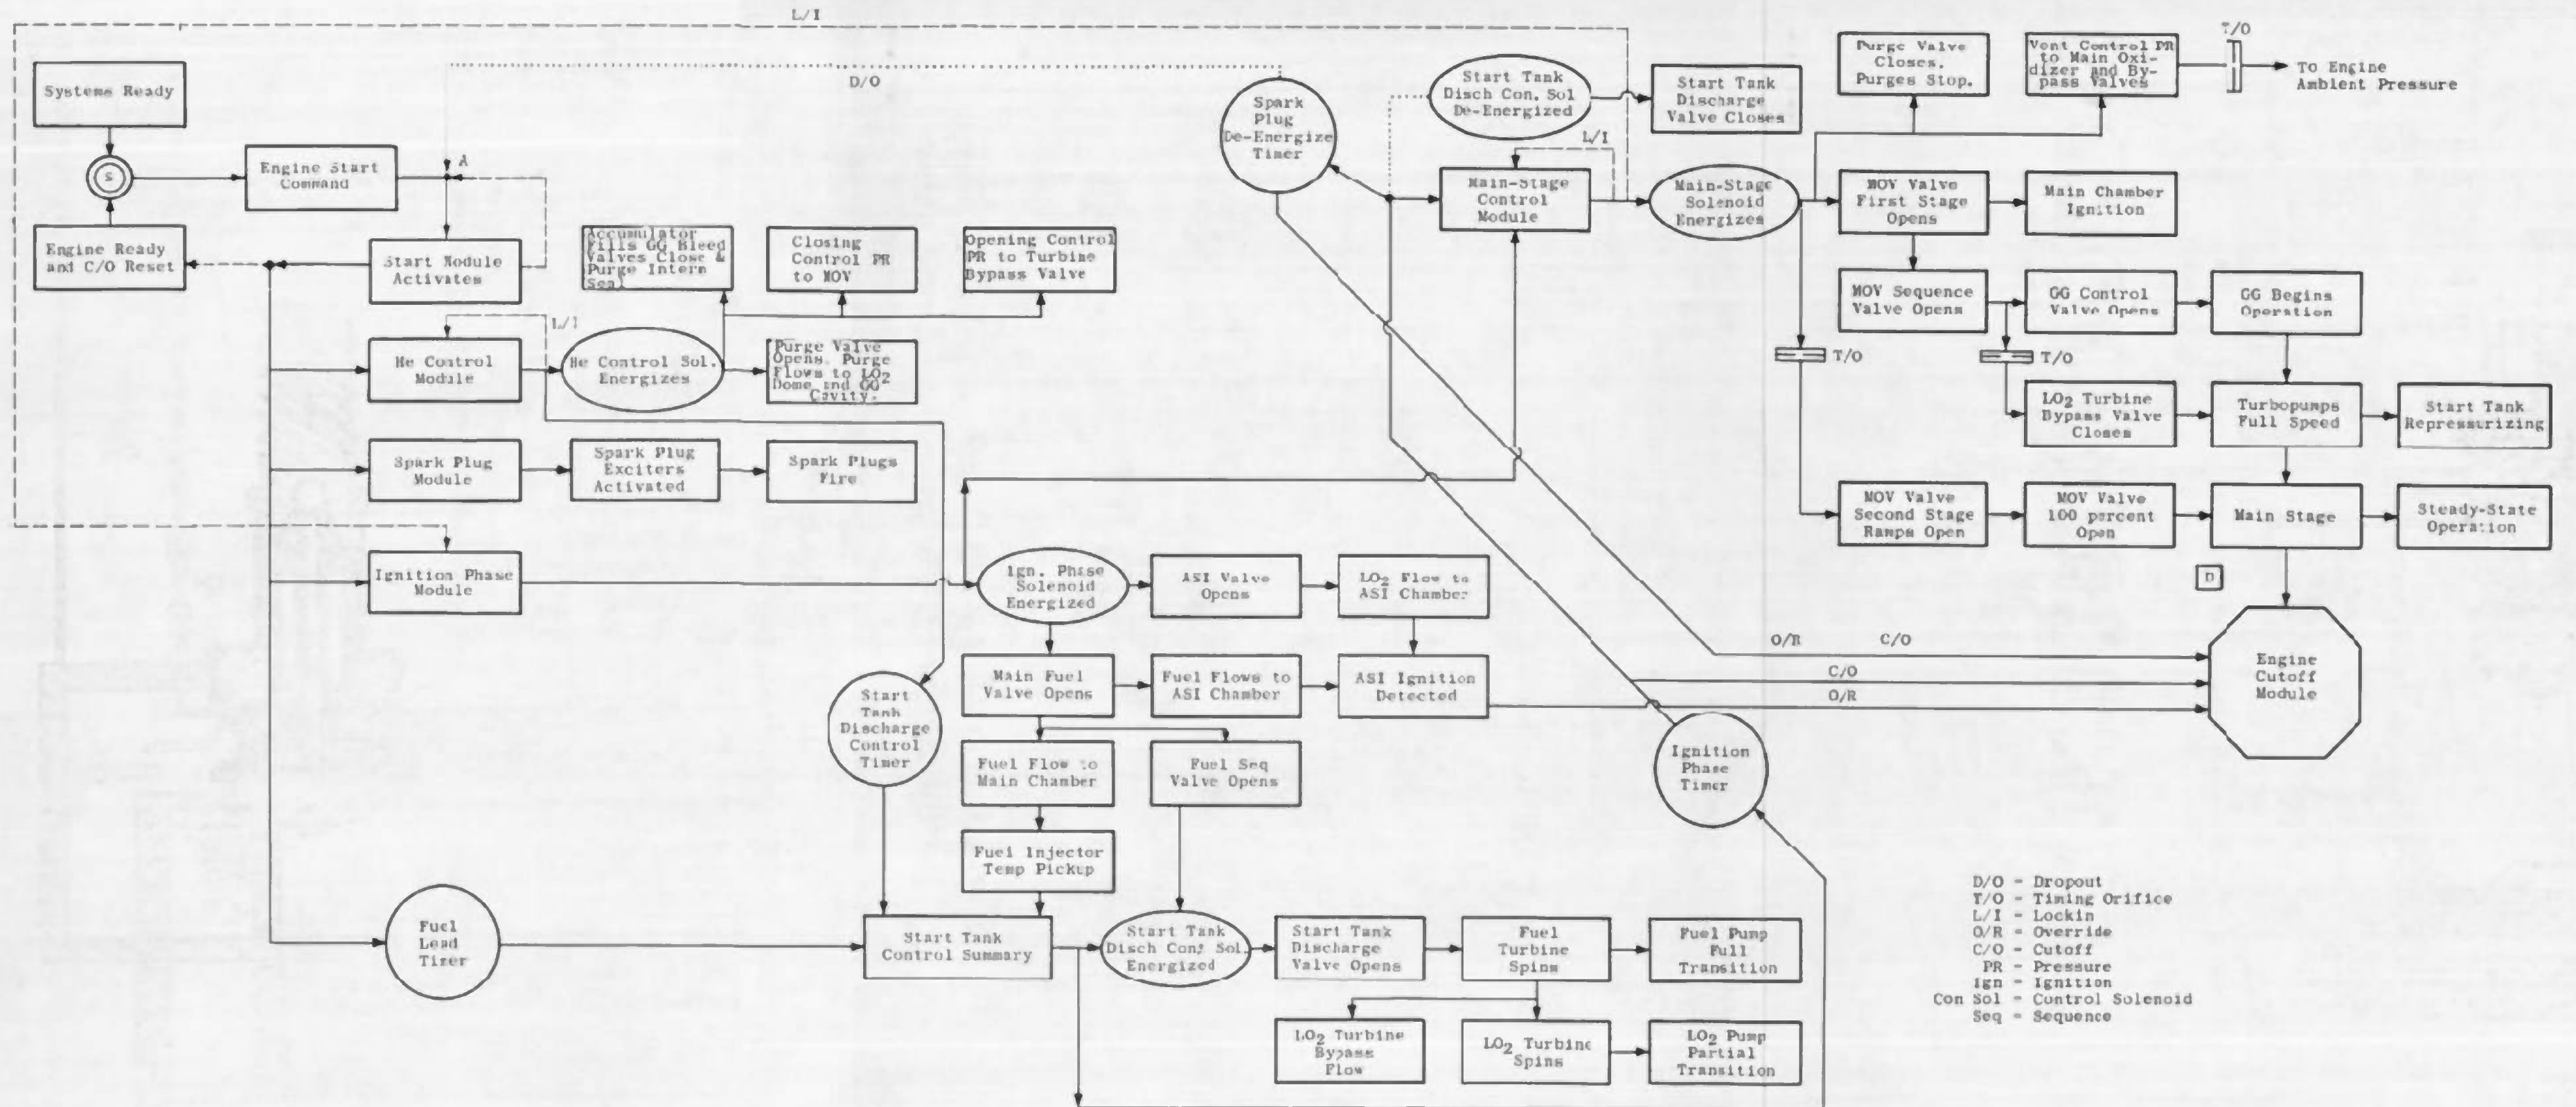 L/I
D/O
Systems Ready
S
Engine Start
Command
A
Engine Ready
and C/O Reset
Start Module
Activates
Accumulator
Fills GG Bleed
Valves Close &
Purge Intern
Seal
Closing
Control PR
to MOV
Opening Control
PR to Turbine
Bypass Valve
L/I
He Control
Module
He Control Sol.
Energizes
Purge Valve
Opens. Purge
Flows to LO2
Dome and GG
Cavity.
Spark Plug
Module
Spark Plug
Exciters
Activated
Spark Plugs
Fire
Ignition Phase
Module
Spark
Plug
De-Energize
Timer
Start Tank
Disch Con. Sol
De-Energized
Start Tank
Discharge
Valve Closes
L/I
Main-Stage
Control
Module
Main-Stage
Solenoid
Energizes
Purge Valve
Closes.
Purges Stop.
Vent Control PR
to Main Oxi-
dizer and By-
pass Valves
T/O
To Engine
Ambient Pressure
MOV Valve
First Stage
Opens
Main Chamber
Ignition
MOV Sequence
Valve Opens
GG Control
Valve Opens
GG Begins
Operation
T/O
T/O
LO2 Turbine
Bypass Valve
Closes
Turbopumps
Full Speed
Start Tank
Repressurizing
MOV Valve
Second Stage
Ramps Open
MOV Valve
100 percent
Open
Main Stage
Steady-State
Operation
D
Ign. Phase
Solenoid
Energized
ASI Valve
Opens
LO2 Flow to
ASI Chamber
Main Fuel
Valve Opens
Fuel Flows to
ASI Chamber
ASI Ignition
Detected
O/R C/O
C/O
O/R
Engine
Cutoff
Module
Start
Tank
Discharge
Control
Timer
Fuel Flow to
Main Chamber
Fuel Seq
Valve Opens
Ignition
Phase
Timer
Fuel Injector
Temp Pickup
Fuel
Lead
Timer
Start Tank
Control Summary
Start Tank
Disch Con. Sol.
Energized
Start Tank
Discharge
Valve Opens
Fuel
Turbine
Spins
Fuel Pump
Full
Transition
LO2 Turbine
Bypass
Flow
LO2 Turbine
Spins
LO2 Pump
Partial
Transition
D/O - Dropout
T/O - Timing Orifice
L/I - Lockin
O/R - Override
C/O - Cutoff
PR - Pressure
Ign - Ignition
Con Sol - Control Solenoid
Seq - Sequence